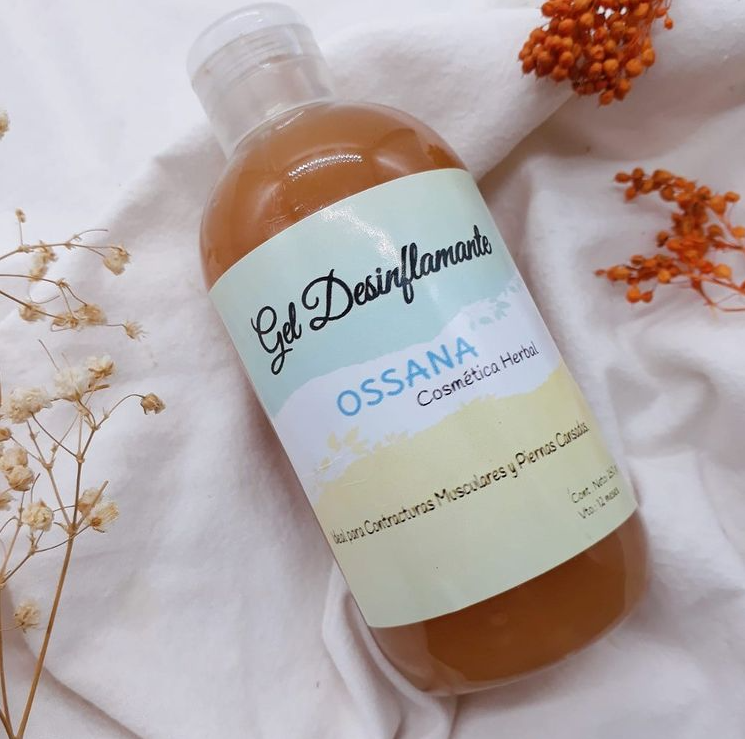 Gel Desinflamante
OSSANA
Cosmética Herbal
Ideal para Contracturas Musculares y Piernas Cansadas.
Cont. Neto:
Vto.: 12 meses